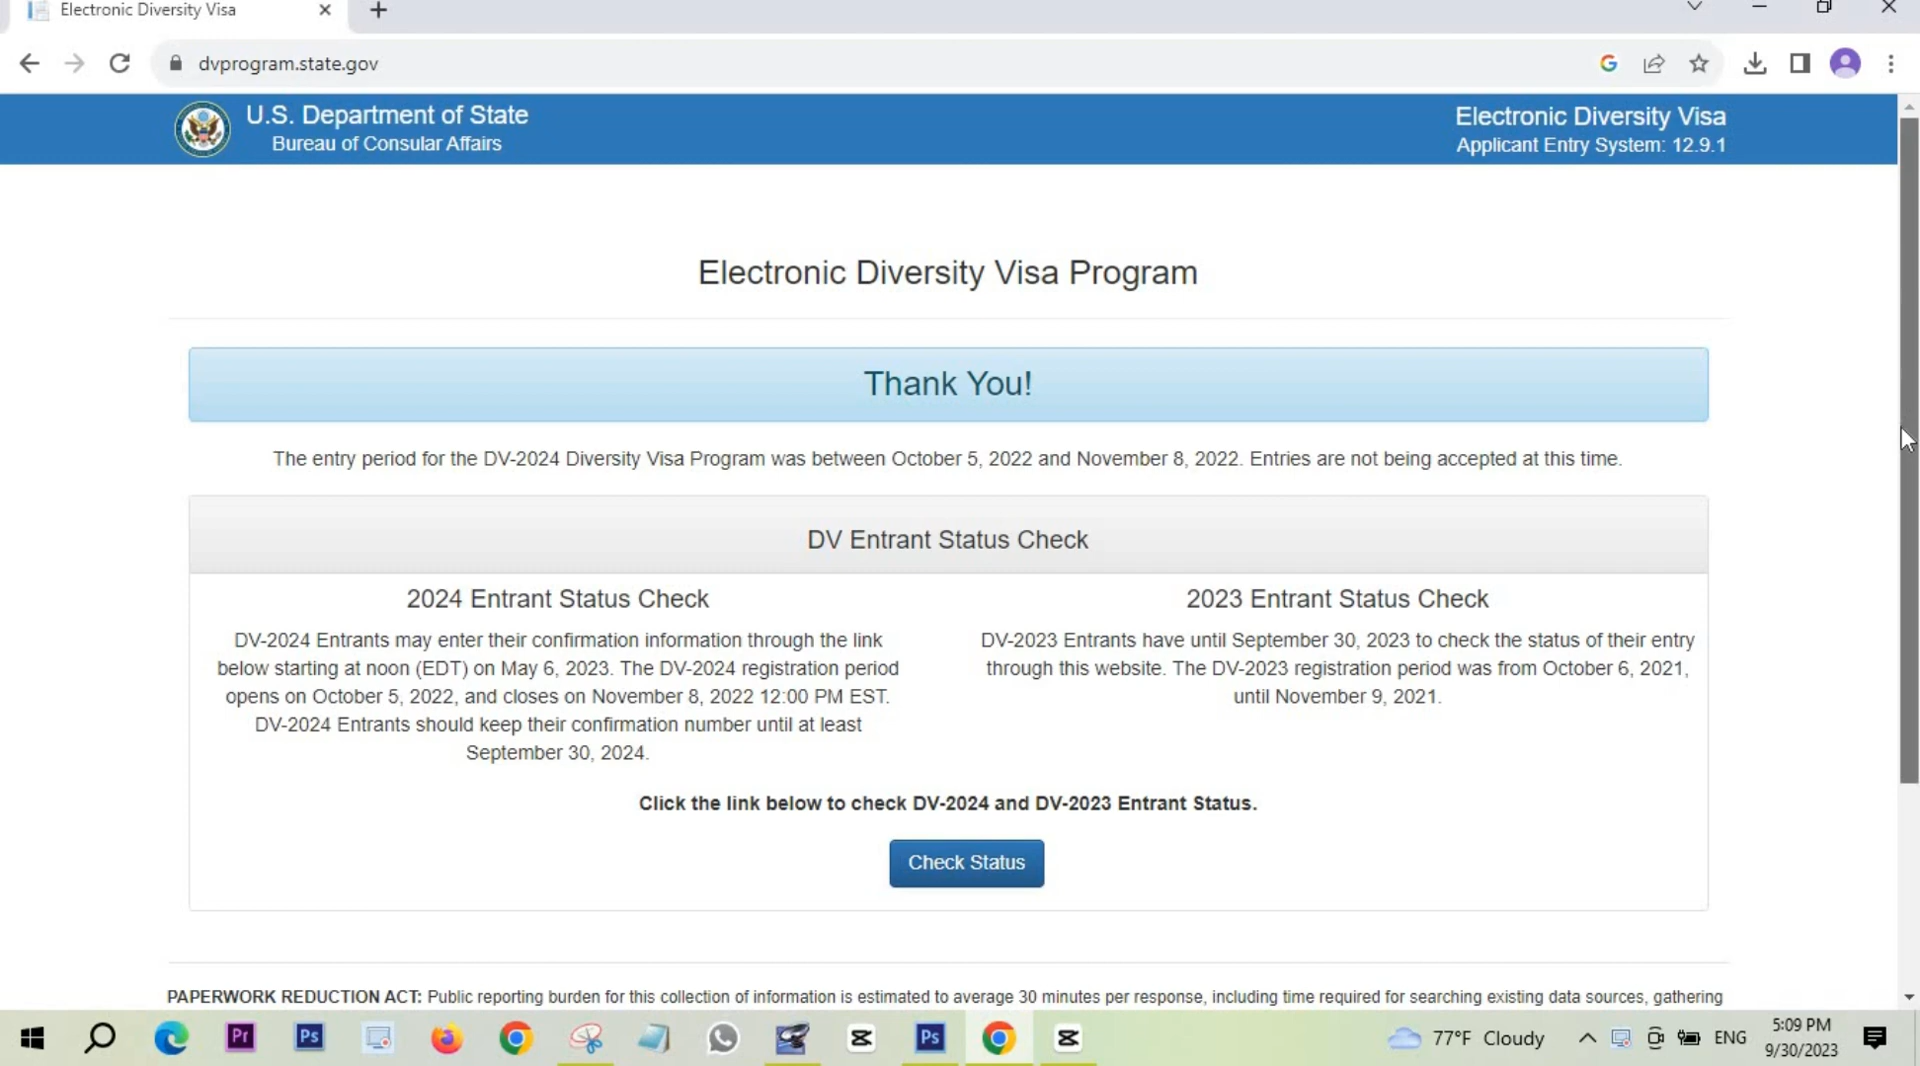 Electronic Diversity Visa
dvprogram.state.gov
U.S. Department of State
Bureau of Consular Affairs
Electronic Diversity Visa
Applicant Entry System: 12.9.1
Electronic Diversity Visa Program
Thank You!
The entry period for the DV-2024 Diversity Visa Program was between October 5, 2022 and November 8, 2022. Entries are not being accepted at this time.
DV Entrant Status Check
2024 Entrant Status Check
DV-2024 Entrants may enter their confirmation information through the link
below starting at noon (EDT) on May 6, 2023. The DV-2024 registration period
opens on October 5, 2022, and closes on November 8, 2022 12:00 PM EST.
DV-2024 Entrants should keep their confirmation number until at least
September 30, 2024.
2023 Entrant Status Check
DV-2023 Entrants have until September 30, 2023 to check the status of their entry
through this website. The DV-2023 registration period was from October 6, 2021,
until November 9, 2021.
Click the link below to check DV-2024 and DV-2023 Entrant Status.
Check Status
PAPERWORK REDUCTION ACT: Public reporting burden for this collection of information is estimated to average 30 minutes per response, including time required for searching existing data sources, gathering
Pr
Ps
Ps
77°F Cloudy
ENG
5:09 PM
9/30/2023